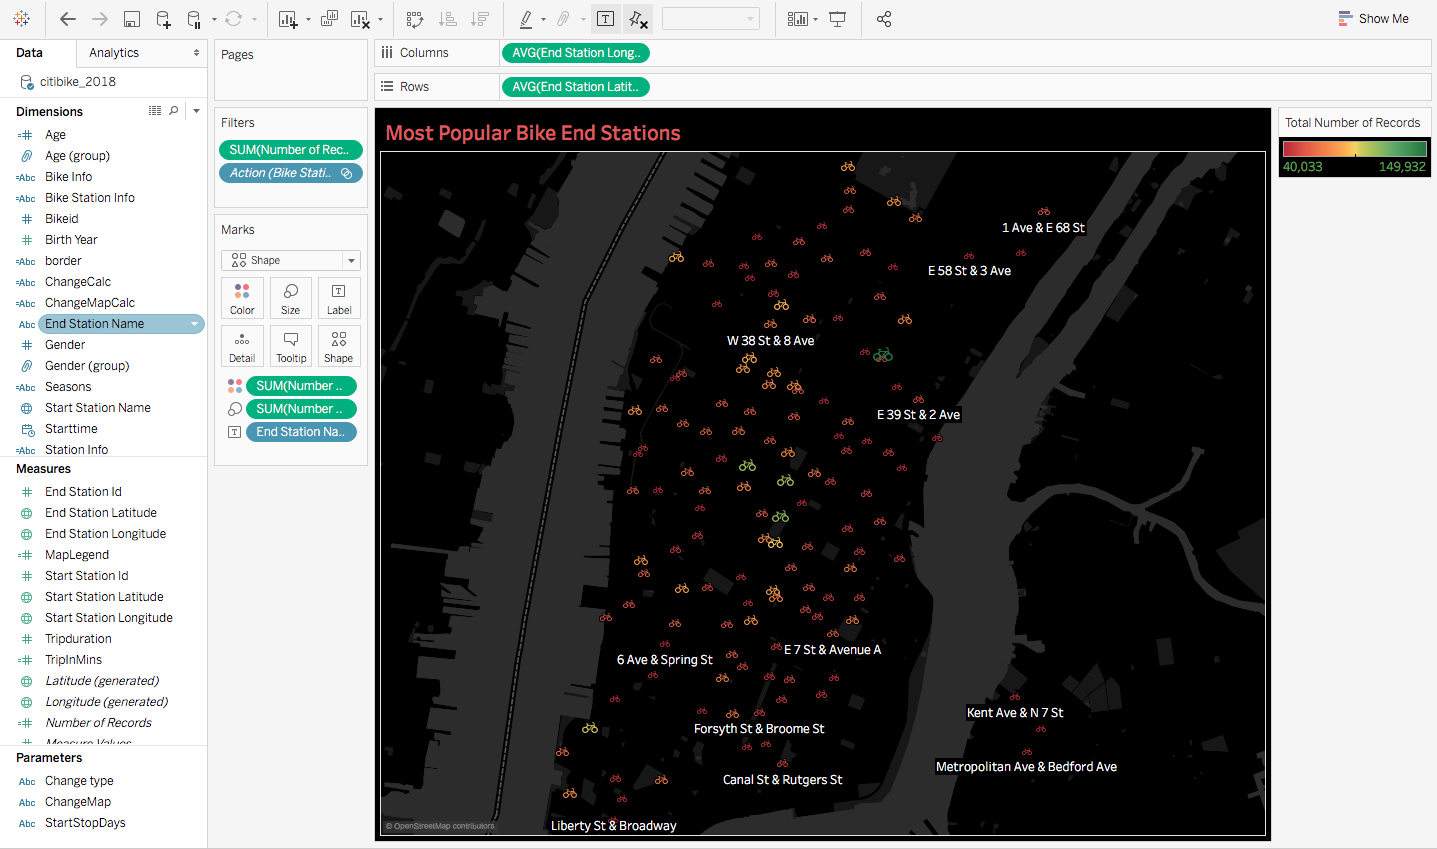 Show Me
Data
Analytics
Pages
Columns
AVG(End Station Long..
citibike_2018
Rows
AVG(End Station Latit..
Dimensions
Age
Age (group)
Bike Info
Bike Station Info
Bikeid
Birth Year
border
ChangeCalc
ChangeMapCalc
End Station Name
Gender
Gender (group)
Seasons
Start Station Name
Starttime
Station Info
Measures
End Station Id
End Station Latitude
End Station Longitude
MapLegend
Start Station Id
Start Station Latitude
Start Station Longitude
Tripduration
TripInMins
Latitude (generated)
Longitude (generated)
Number of Records
Measure Values
Parameters
Change type
ChangeMap
StartStopDays
Filters
SUM(Number of Rec..
Action (Bike Stati..
Marks
Shape
Color
Size
Label
Detail
Tooltip
Shape
SUM(Number ..
SUM(Number ..
End Station Na..
Most Popular Bike End Stations
1 Ave & E 68 St
E 58 St & 3 Ave
W 38 St & 8 Ave
E 39 St & 2 Ave
E 7 St & Avenue A
6 Ave & Spring St
Kent Ave & N 7 St
Forsyth St & Broome St
Metropolitan Ave & Bedford Ave
Canal St & Rutgers St
Liberty St & Broadway
© OpenStreetMap contributors
Total Number of Records
40,033
149,932